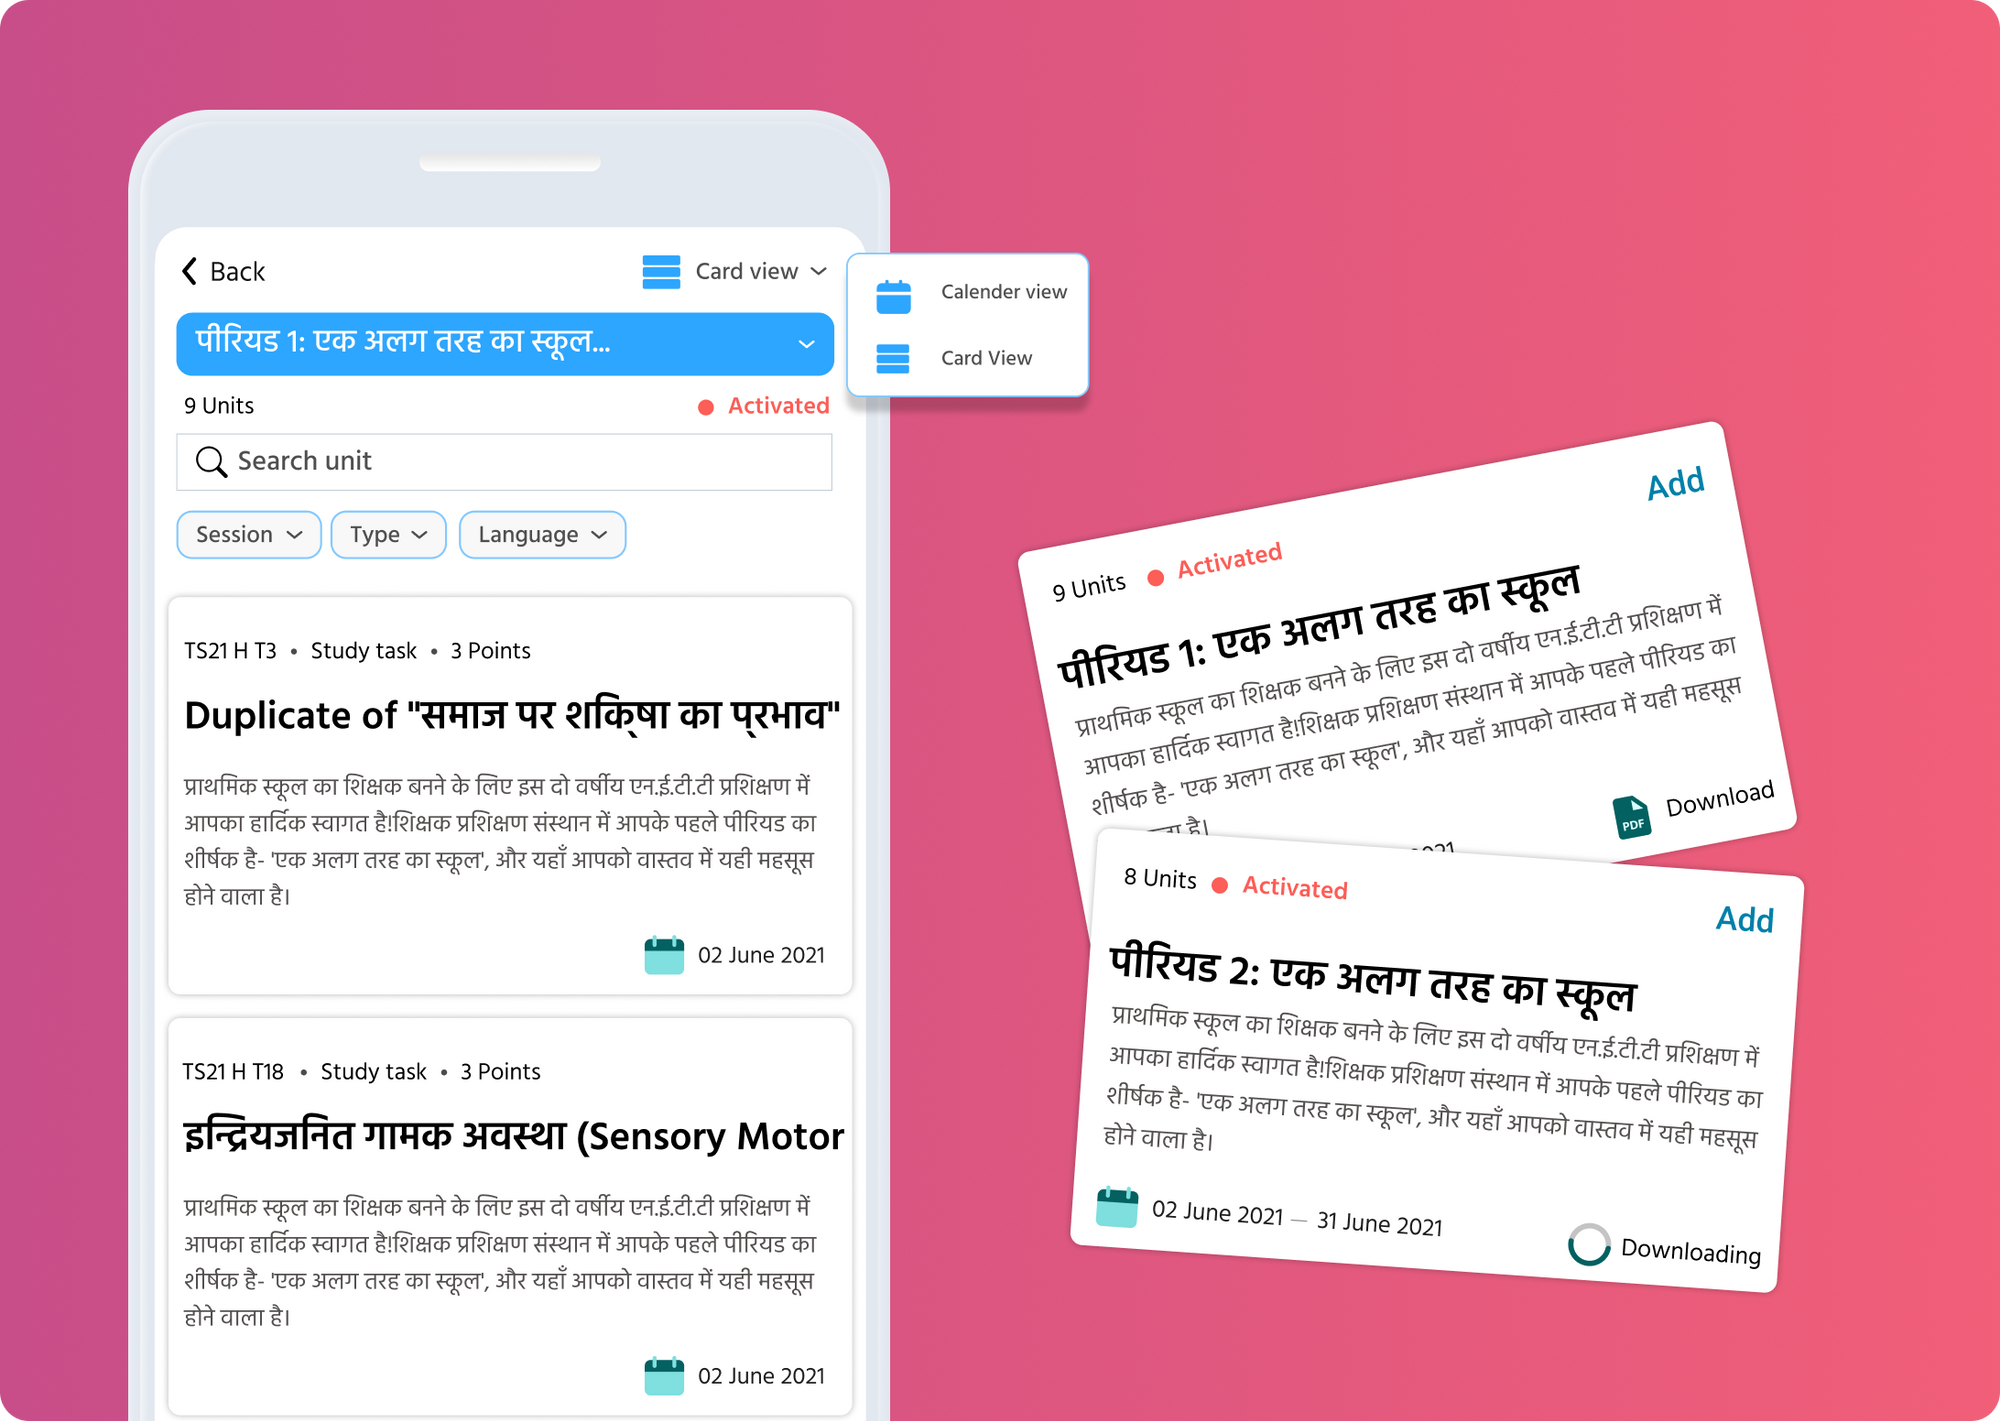 Back
Card view
Calender view
Card View
पीरियड 1: एक अलग तरह का स्कूल...
9 Units
Activated
Search unit
Session
Type
Language
TS21 H T3 • Study task • 3 Points
Duplicate of "समाज पर शकि्षा का प्रभाव"
प्राथमिक स्कूल का शिक्षक बनने के लिए इस दो वर्षीय एन.ई.टी.टी प्रशिक्षण में
आपका हार्दिक स्वागत है!शिक्षक प्रशिक्षण संस्थान में आपके पहले पीरियड का
शीर्षक है- 'एक अलग तरह का स्कूल', और यहाँ आपको वास्तव में यही महसूस
होने वाला है।
02 June 2021
TS21 H T18 • Study task • 3 Points
इन्द्रियजनित गामक अवस्था (Sensory Motor
प्राथमिक स्कूल का शिक्षक बनने के लिए इस दो वर्षीय एन.ई.टी.टी प्रशिक्षण में
आपका हार्दिक स्वागत है!शिक्षक प्रशिक्षण संस्थान में आपके पहले पीरियड का
शीर्षक है- 'एक अलग तरह का स्कूल', और यहाँ आपको वास्तव में यही महसूस
होने वाला है।
02 June 2021
Add
9 Units
Activated
पीरियड 1: एक अलग तरह का स्कूल
प्राथमिक स्कूल का शिक्षक बनने के लिए इस दो वर्षीय एन.ई.टी.टी प्रशिक्षण में
आपका हार्दिक स्वागत है!शिक्षक प्रशिक्षण संस्थान में आपके पहले पीरियड का
शीर्षक है- 'एक अलग तरह का स्कूल', और यहाँ आपको वास्तव में यही महसूस
है।
PDF
Download
8 Units
Activated
Add
पीरियड 2: एक अलग तरह का स्कूल
प्राथमिक स्कूल का शिक्षक बनने के लिए इस दो वर्षीय एन.ई.टी.टी प्रशिक्षण में
आपका हार्दिक स्वागत है!शिक्षक प्रशिक्षण संस्थान में आपके पहले पीरियड का
शीर्षक है- 'एक अलग तरह का स्कूल', और यहाँ आपको वास्तव में यही महसूस
होने वाला है।
02 June 2021 — 31 June 2021
Downloading